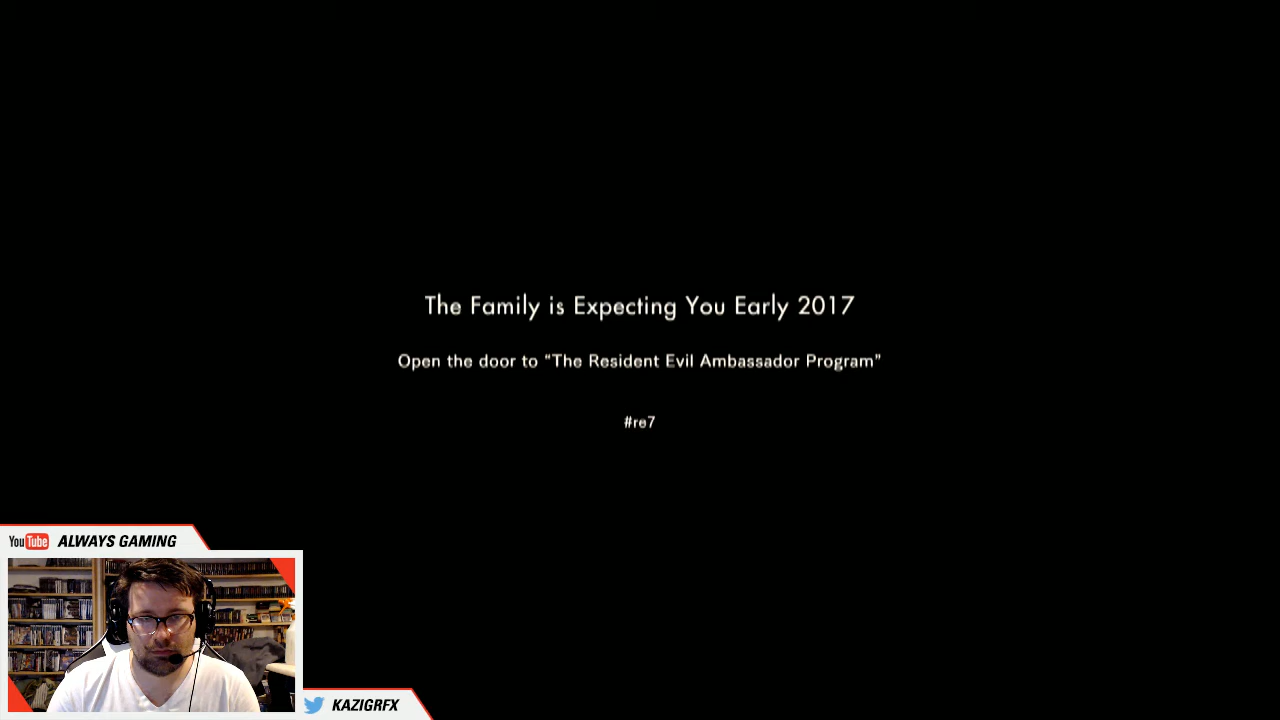 The Family is Expecting You Early 2017
Open the door to "The Resident Evil Ambassador Program"
#re7
YouTube ALWAYS GAMING
KAZIGRFX